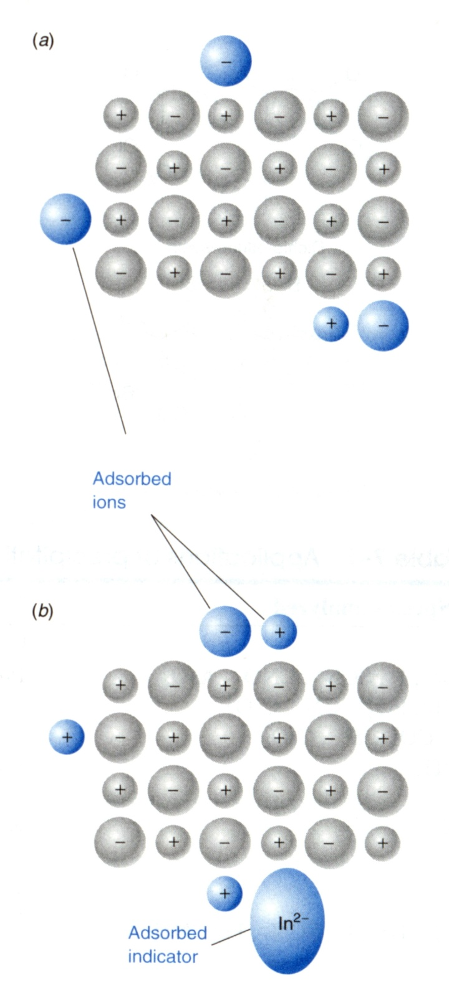 (a)
−
+ − + − + −
− + − + − +
− + − + − + −
− + − + − +
+ −
Adsorbed
ions
(b)
− +
+ − + − + −
+ − + − + − +
+ − + − + −
− + − + − +
+
In²⁻
Adsorbed
indicator